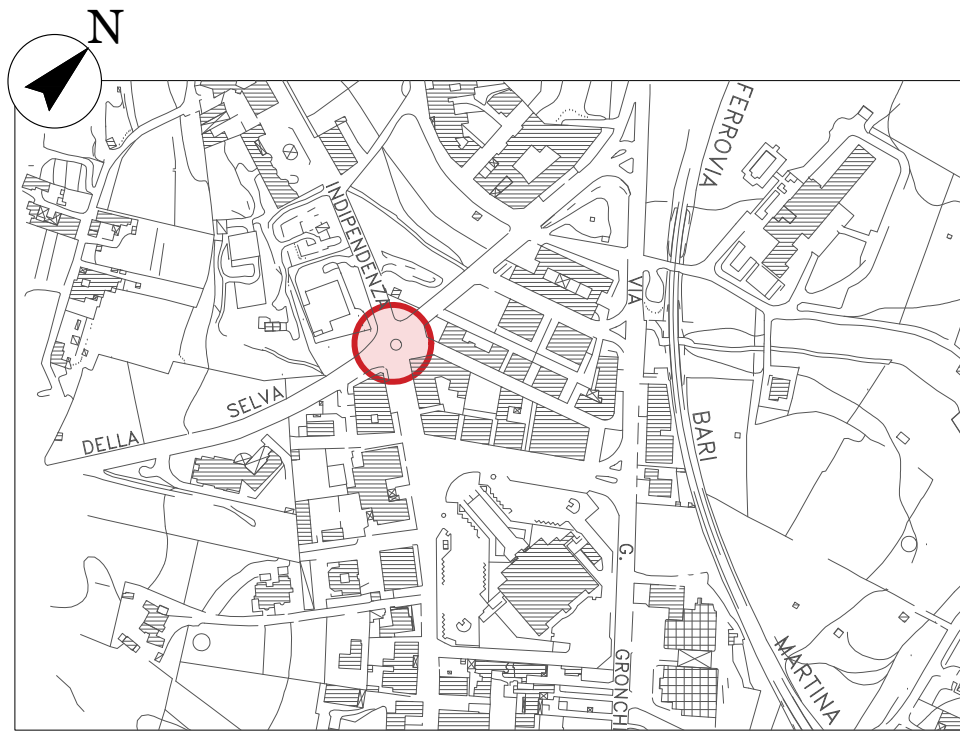 N
FERROVIA
INDIPENDENZA
VIA
DELLA SELVA
BARI
G.
GRONCHI
MARTINA